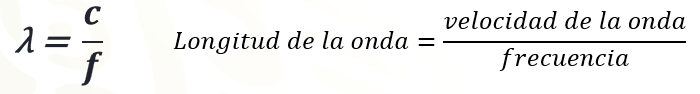 λ = c / f
Longitud de la onda = velocidad de la onda / frecuencia